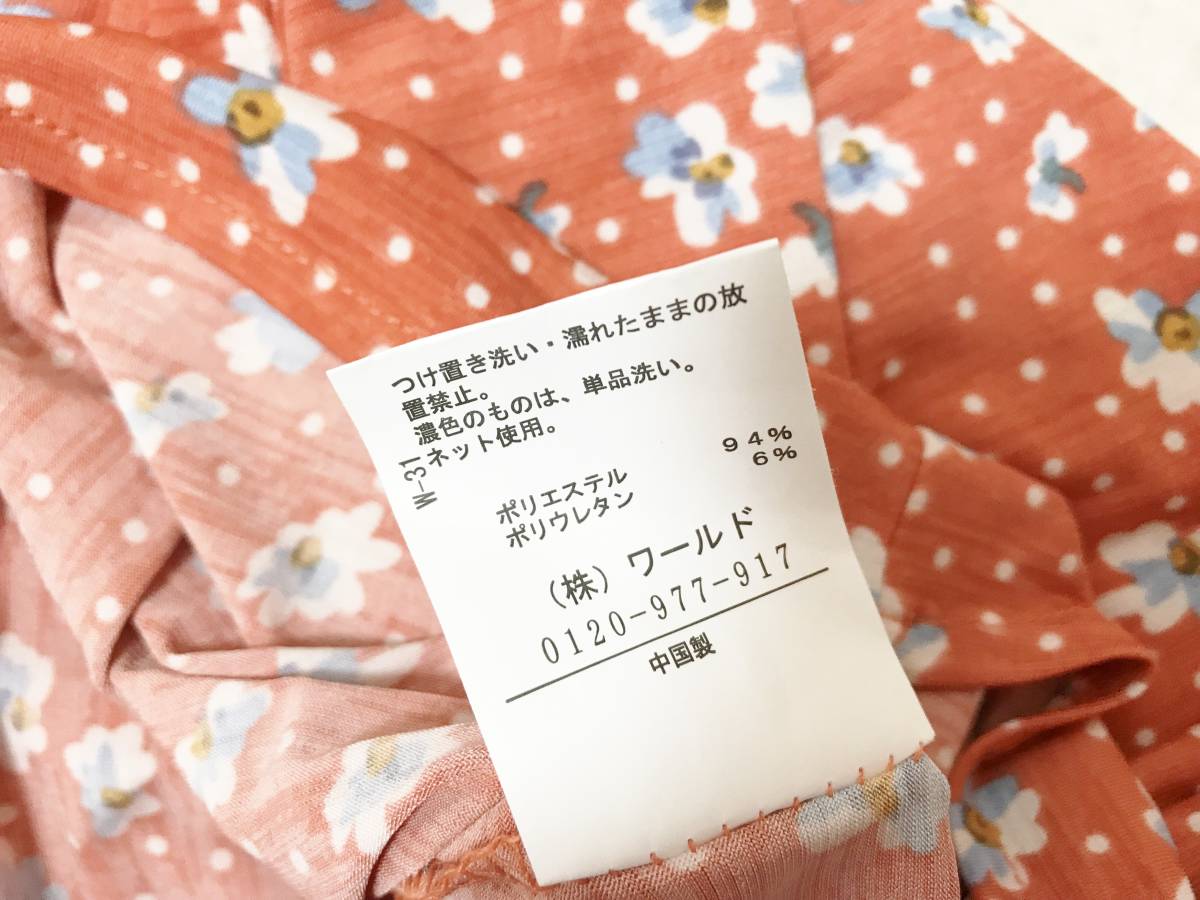 つけ置き洗い・濡れたままの放
置禁止。
濃色のものは、単品洗い。
ネット使用。
W-31
ポリエステル 94%
ポリウレタン 6%
（株）ワールド
0120-977-917
中国製